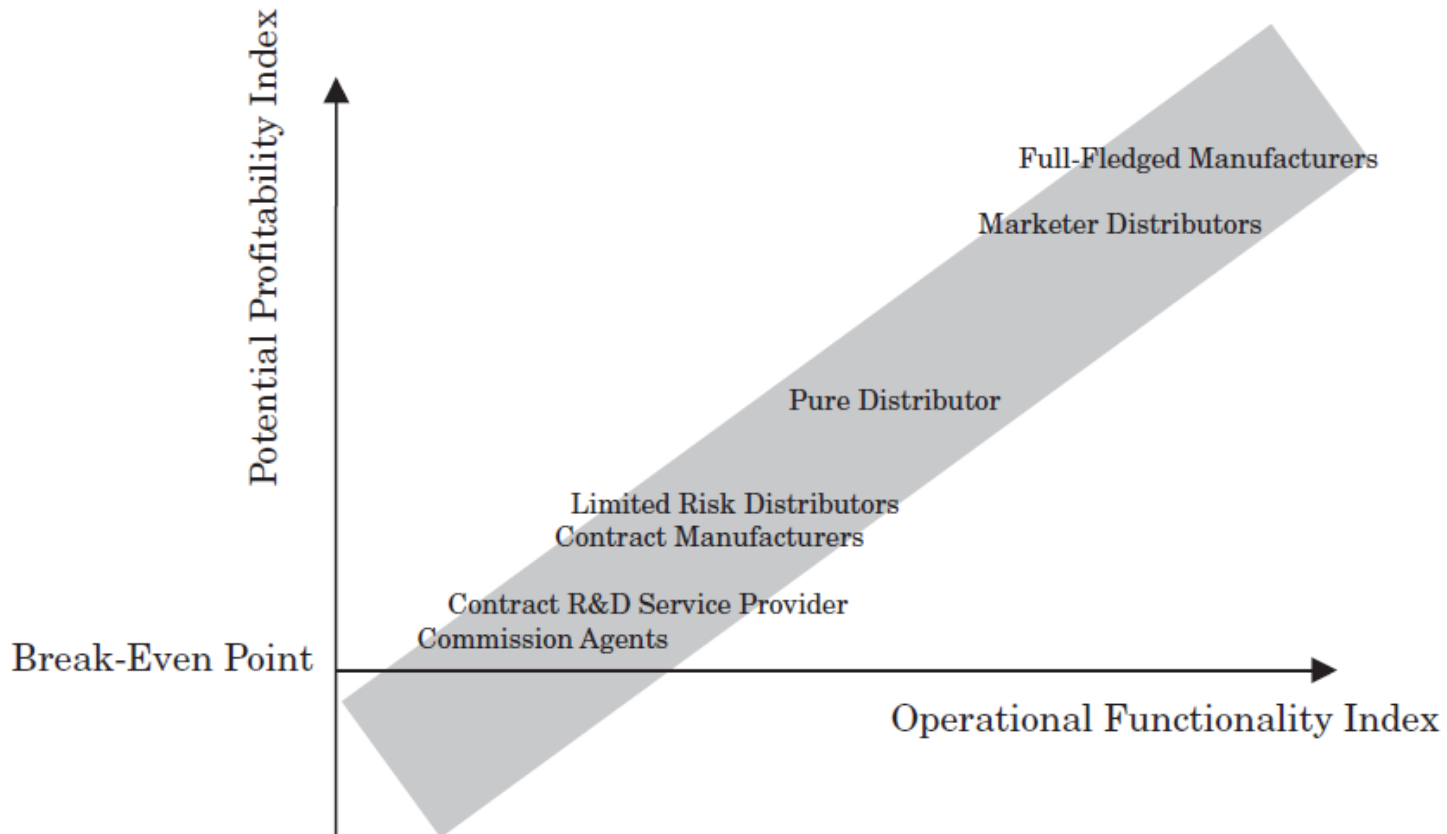 Potential Profitability Index
Full-Fledged Manufacturers
Marketer Distributors
Pure Distributor
Limited Risk Distributors
Contract Manufacturers
Contract R&D Service Provider
Commission Agents
Break-Even Point
Operational Functionality Index